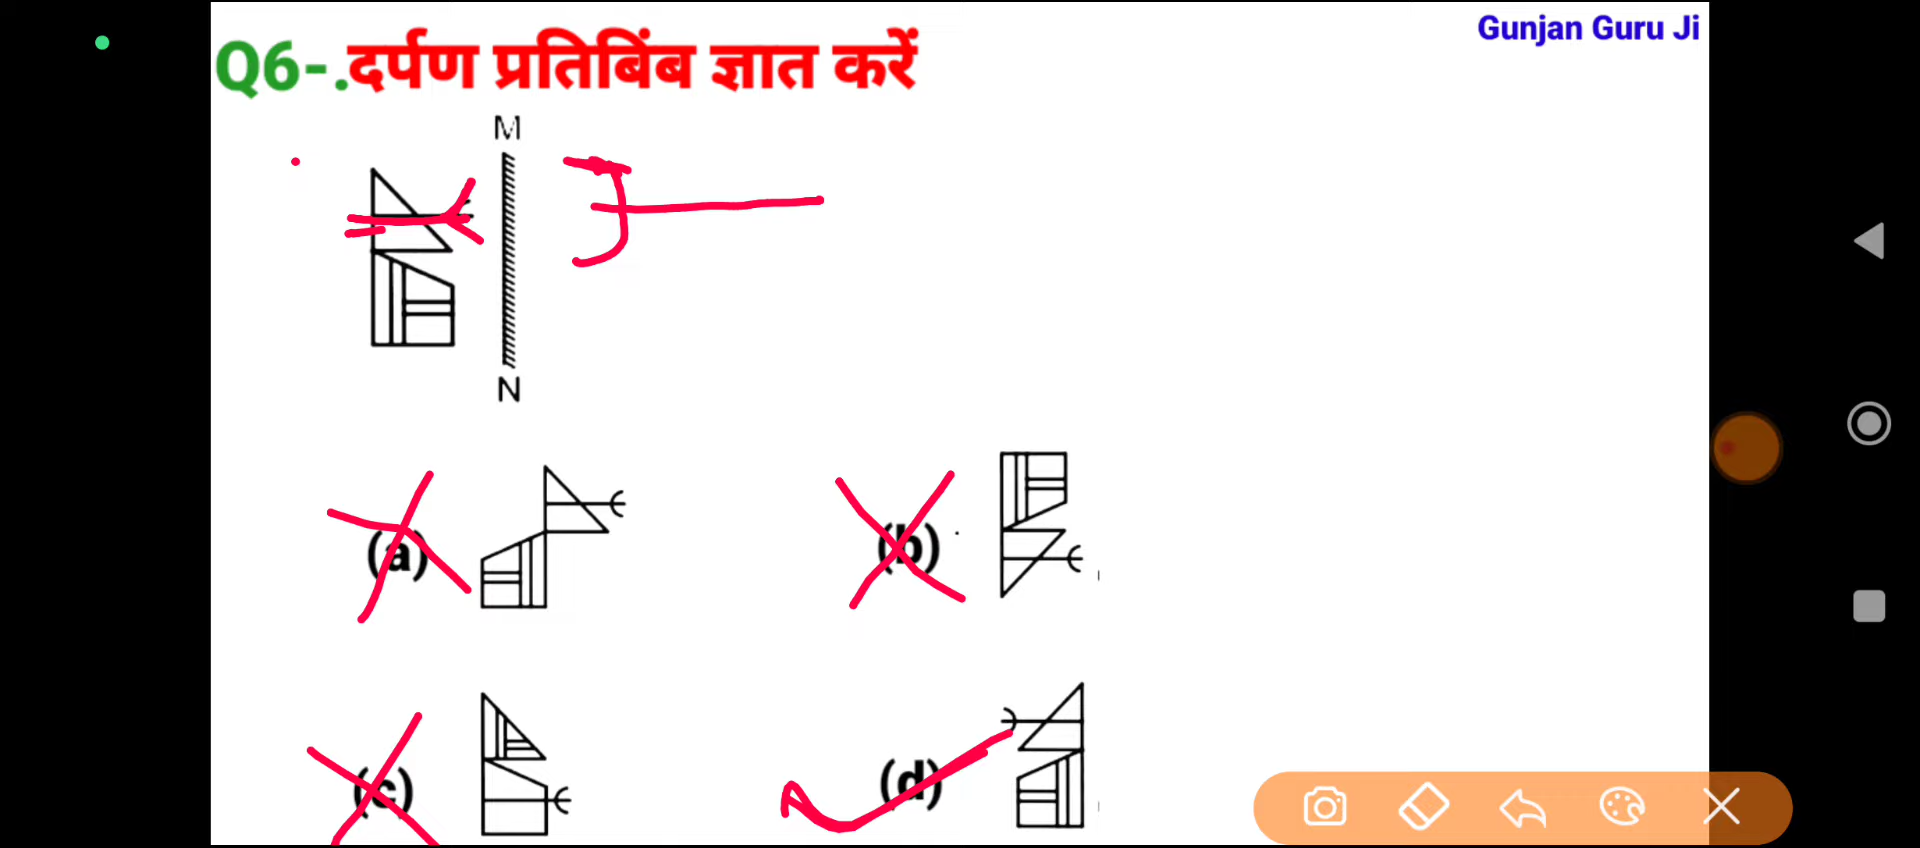 Gunjan Guru Ji
Q6-.दर्पण प्रतिबिंब ज्ञात करें
M
N
(a)
(b)
(c)
(d)